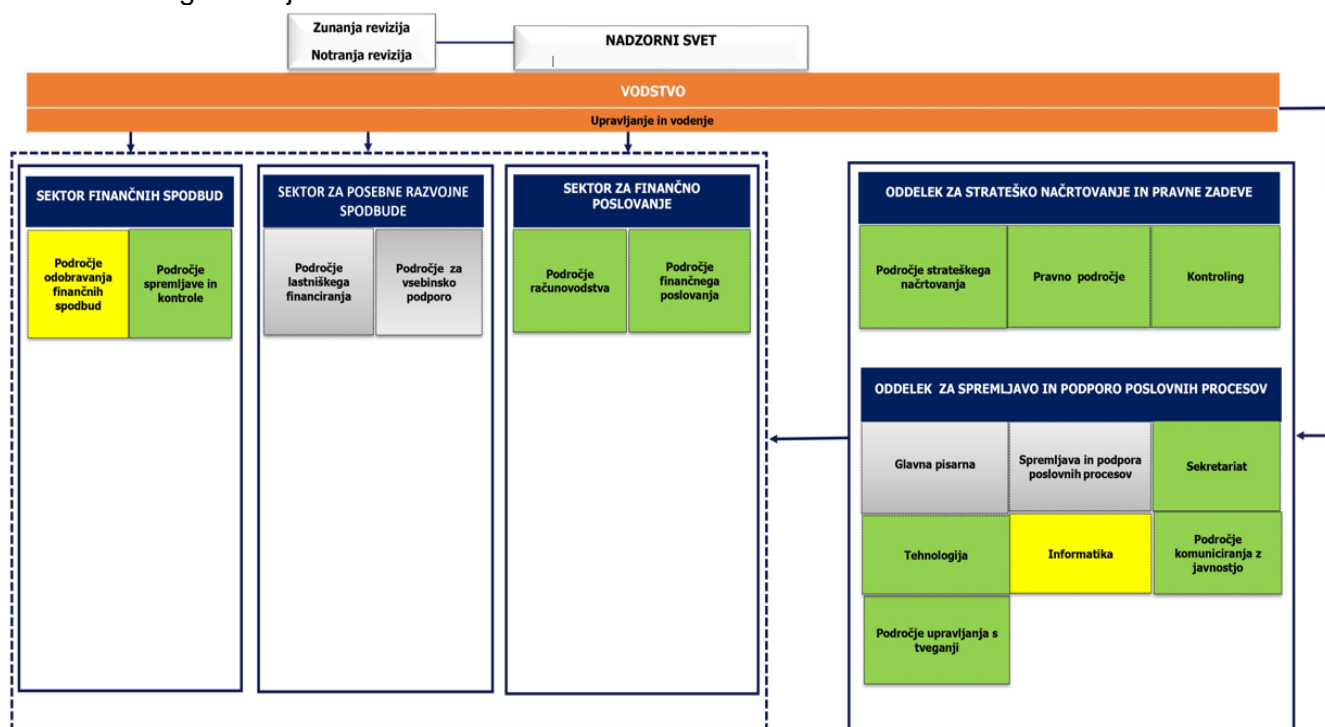 Zunanja revizija
Notranja revizija
NADZORNI SVET
VODSTVO
Upravljanje in vodenje
SEKTOR FINANČNIH SPODBUD
Področje
odobravanja
finančnih
spodbud
Področje
spremljave in
kontrole
SEKTOR ZA POSEBNE RAZVOJNE
SPODBUDE
Področje
lastniškega
financiranja
Področje za
vsebinsko
podporo
SEKTOR ZA FINANČNO
POSLOVANJE
Področje
računovodstva
Področje
finančnega
poslovanja
ODDELEK ZA STRATEŠKO NAČRTOVANJE IN PRAVNE ZADEVE
Področje strateškega
načrtovanja
Pravno področje
Kontroling
ODDELEK ZA SPREMLJAVO IN PODPORO POSLOVNIH PROCESOV
Glavna pisarna
Spremljava in podpora
poslovnih procesov
Sekretariat
Tehnologija
Informatika
Področje
komuniciranja z
javnostjo
Področje upravljanja s
tveganji